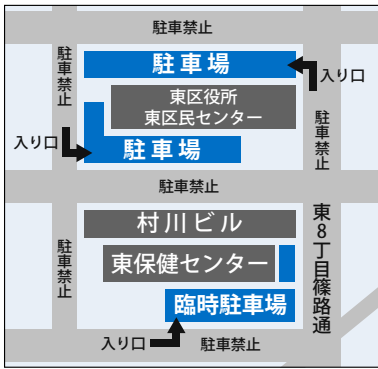 駐車禁止
駐車禁止
駐車場
入り口
東区役所
東区民センター
駐車禁止
入り口
駐車場
駐車禁止
村川ビル
東8丁目篠路通
駐車禁止
東保健センター
臨時駐車場
入り口
駐車禁止